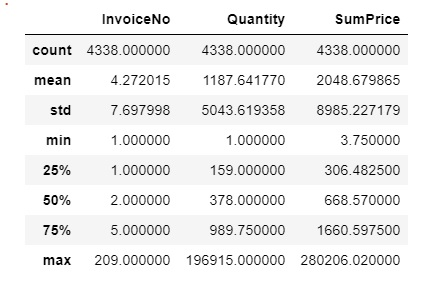 InvoiceNo Quantity SumPrice
count 4338.000000 4338.000000 4338.000000
mean 4.272015 1187.641770 2048.679865
std 7.697998 5043.619358 8985.227179
min 1.000000 1.000000 3.750000
25% 1.000000 159.000000 306.482500
50% 2.000000 378.000000 668.570000
75% 5.000000 989.750000 1660.597500
max 209.000000 196915.000000 280206.020000